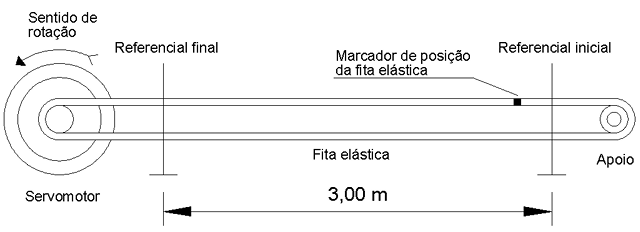 Sentido de
rotação
Referencial final
Marcador de posição
da fita elástica
Referencial inicial
Fita elástica
Apoio
Servomotor
3,00 m